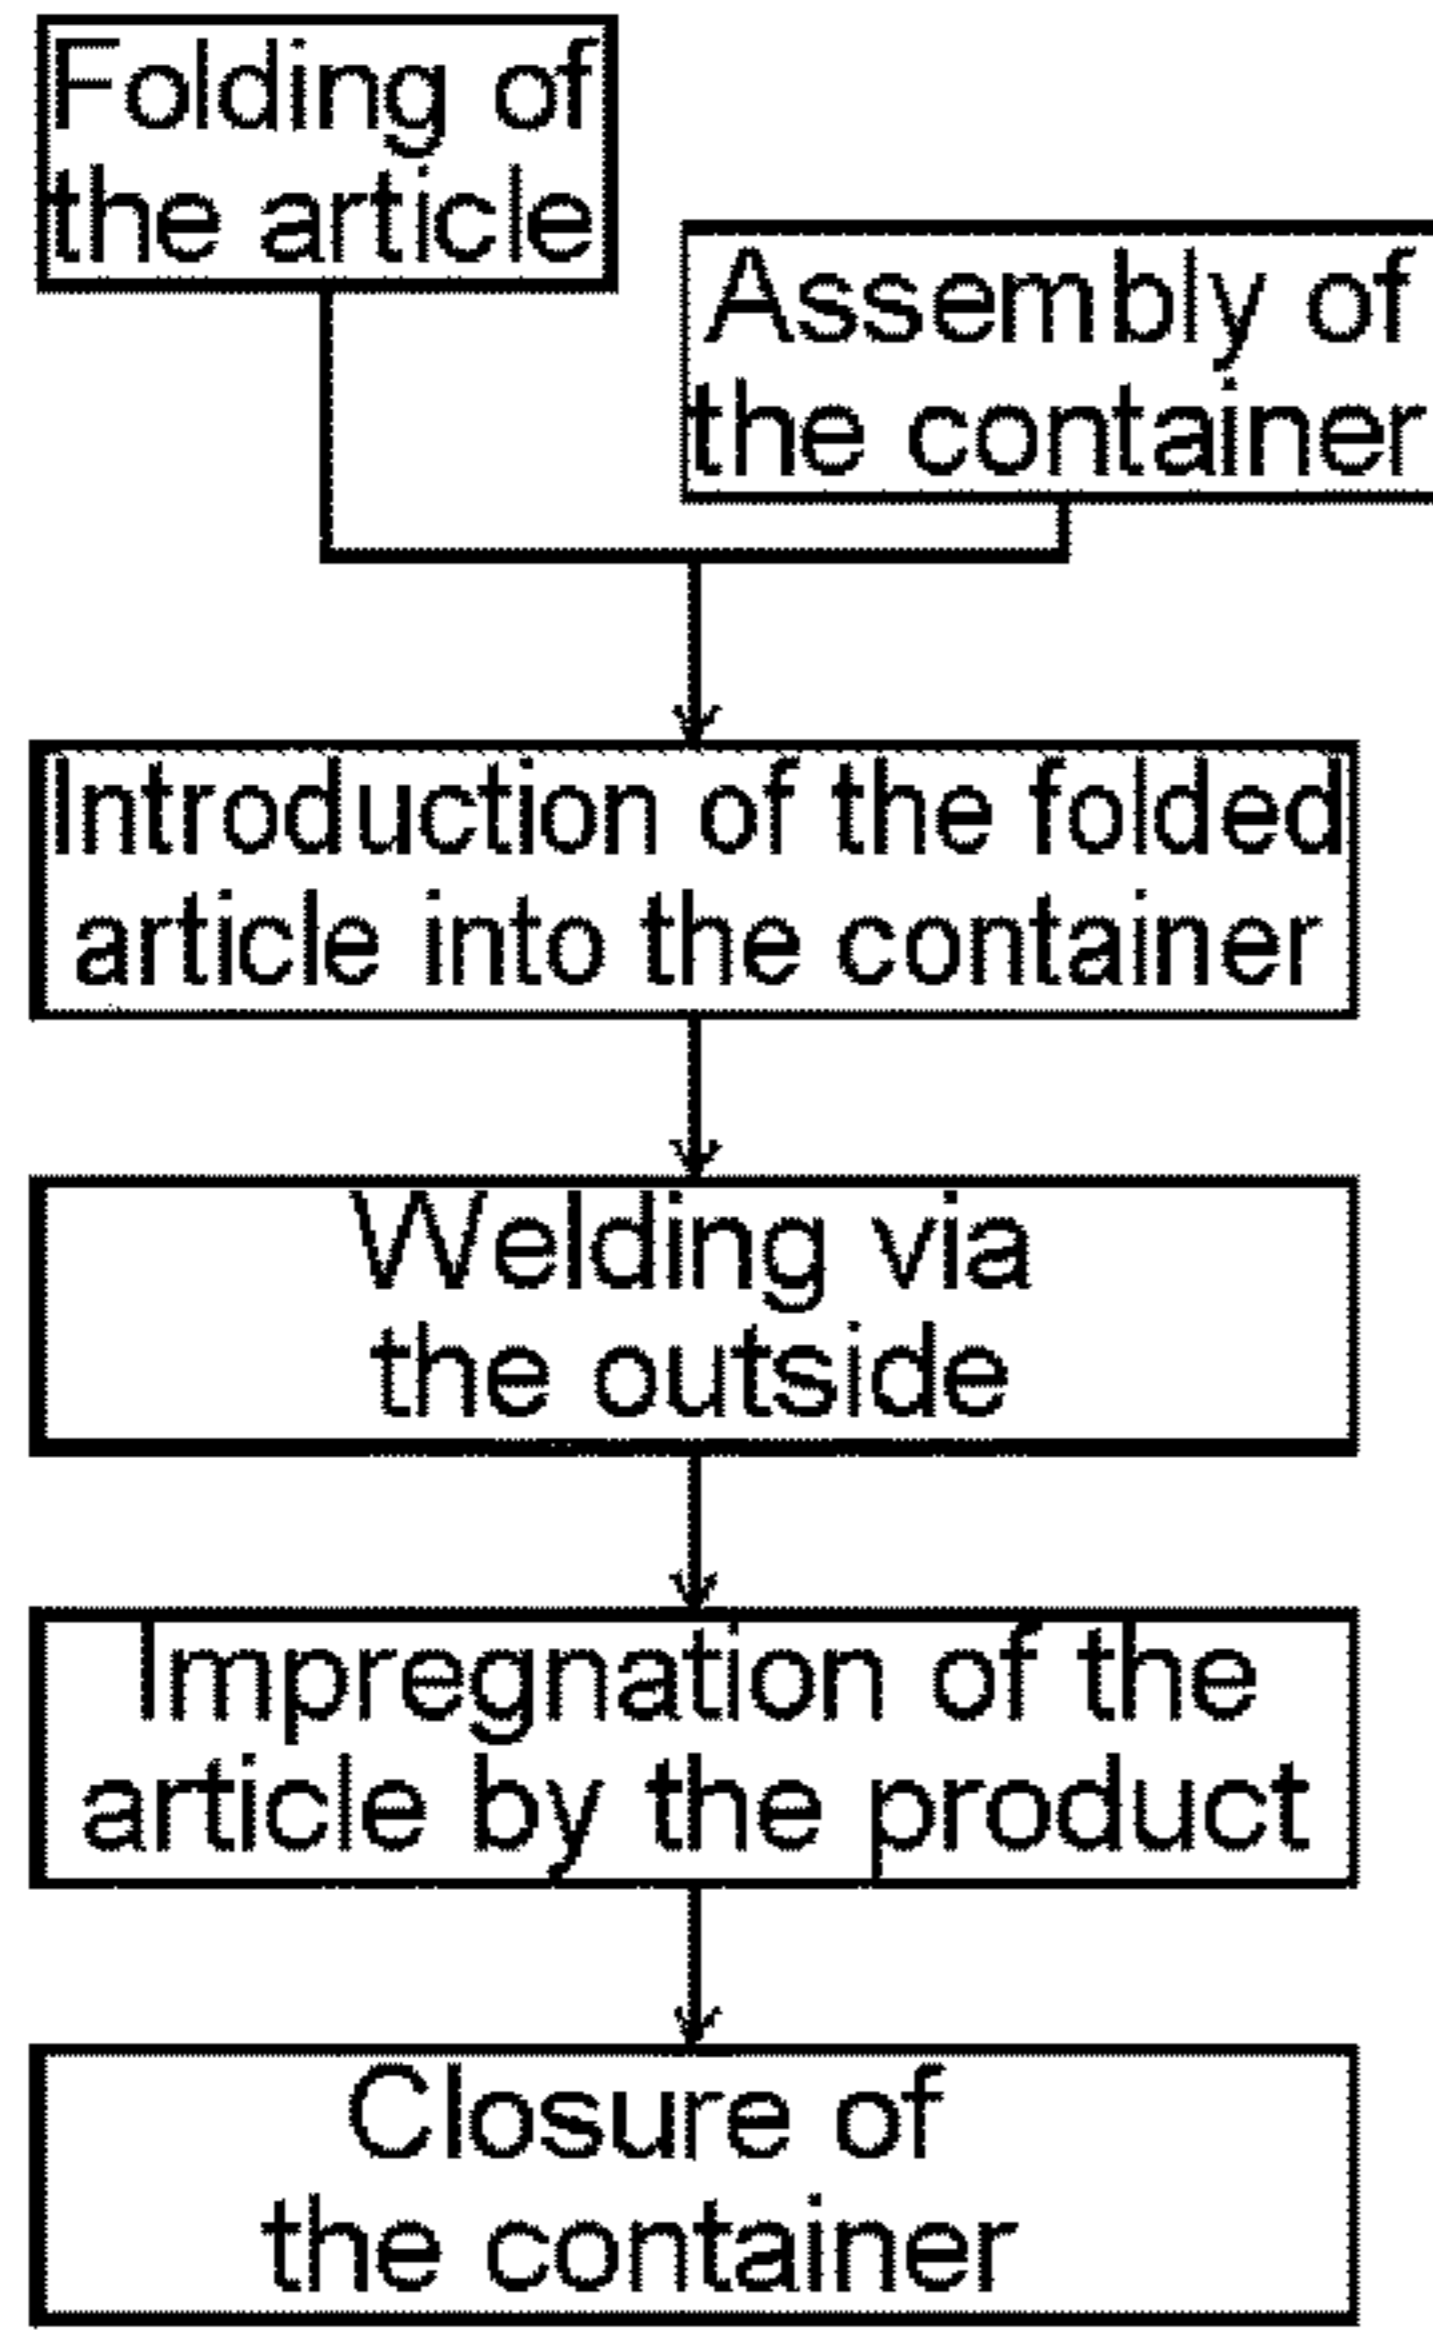 Folding of
the article
Assembly of
the container
Introduction of the folded
article into the container
Welding via
the outside
Impregnation of the
article by the product
Closure of
the container